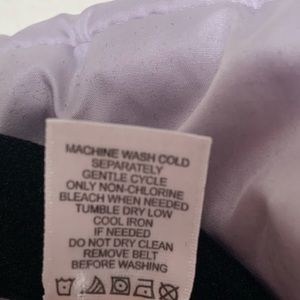 MACHINE WASH COLD
SEPARATELY
GENTLE CYCLE
ONLY NON-CHLORINE
BLEACH WHEN NEEDED
TUMBLE DRY LOW
COOL IRON
IF NEEDED
DO NOT DRY CLEAN
REMOVE BELT
BEFORE WASHING